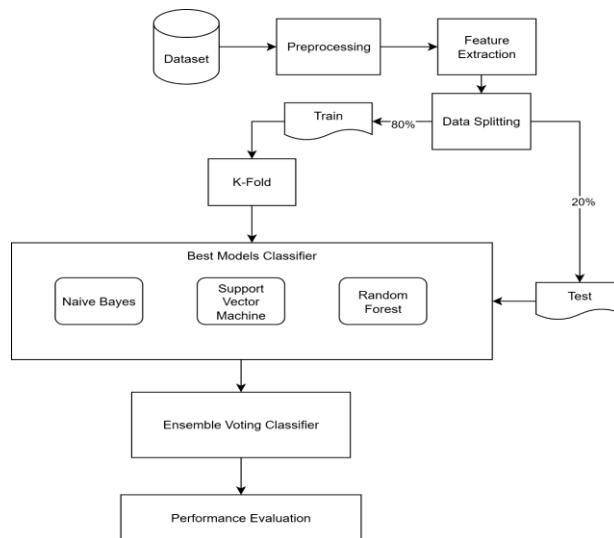 Dataset
Preprocessing
Feature
Extraction
Train
80%
Data Splitting
K-Fold
20%
Best Models Classifier
Naive Bayes
Support
Vector
Machine
Random
Forest
Test
Ensemble Voting Classifier
Performance Evaluation